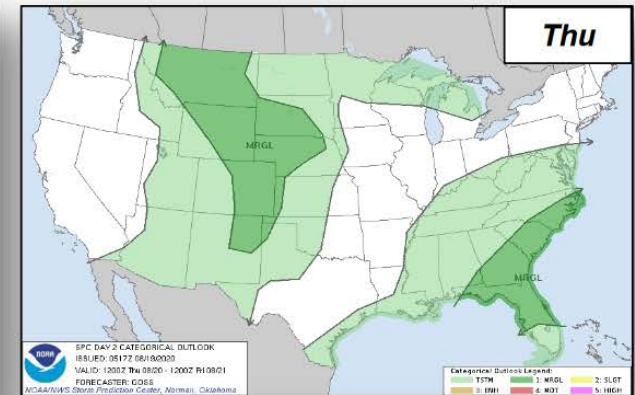 Thu
MRGL
MRGL
NOAA
SPC DAY 2 CATEGORICAL OUTLOOK
ISSUED: 0517Z 08/19/2020
VALID: 1200Z Thu 08/20 - 1200Z Fri 08/21
FORECASTER: GOSS
NOAA/NWS Storm Prediction Center, Norman, Oklahoma
Categorical Outlook Legend:
TSTM 1: MRGL 2: SLGT
3: ENH 4: MDT 5: HIGH